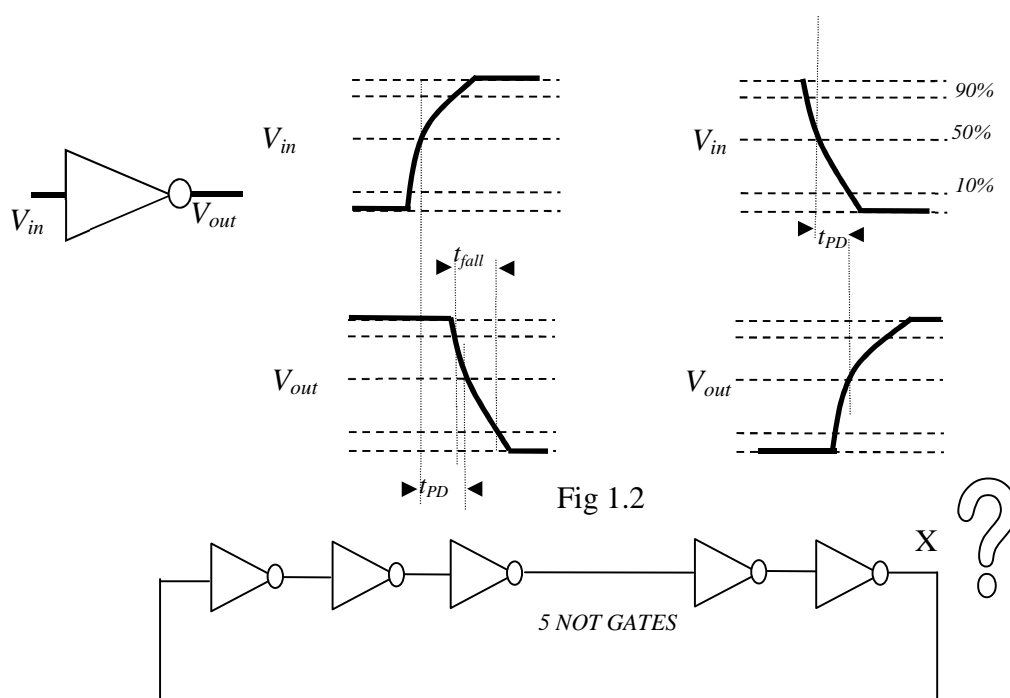 90%
V_in V_in 50%
10%
V_in V_out
t_PD
t_fall
V_out V_out
t_PD
Fig 1.2
X ?
5 NOT GATES